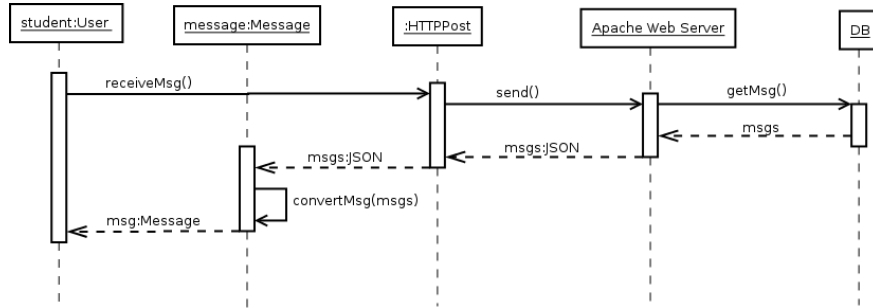 student:User
message:Message
:HTTPPost
Apache Web Server
DB
receiveMsg()
send()
getMsg()
msgs
msgs:JSON
msgs:JSON
convertMsg(msgs)
msg:Message